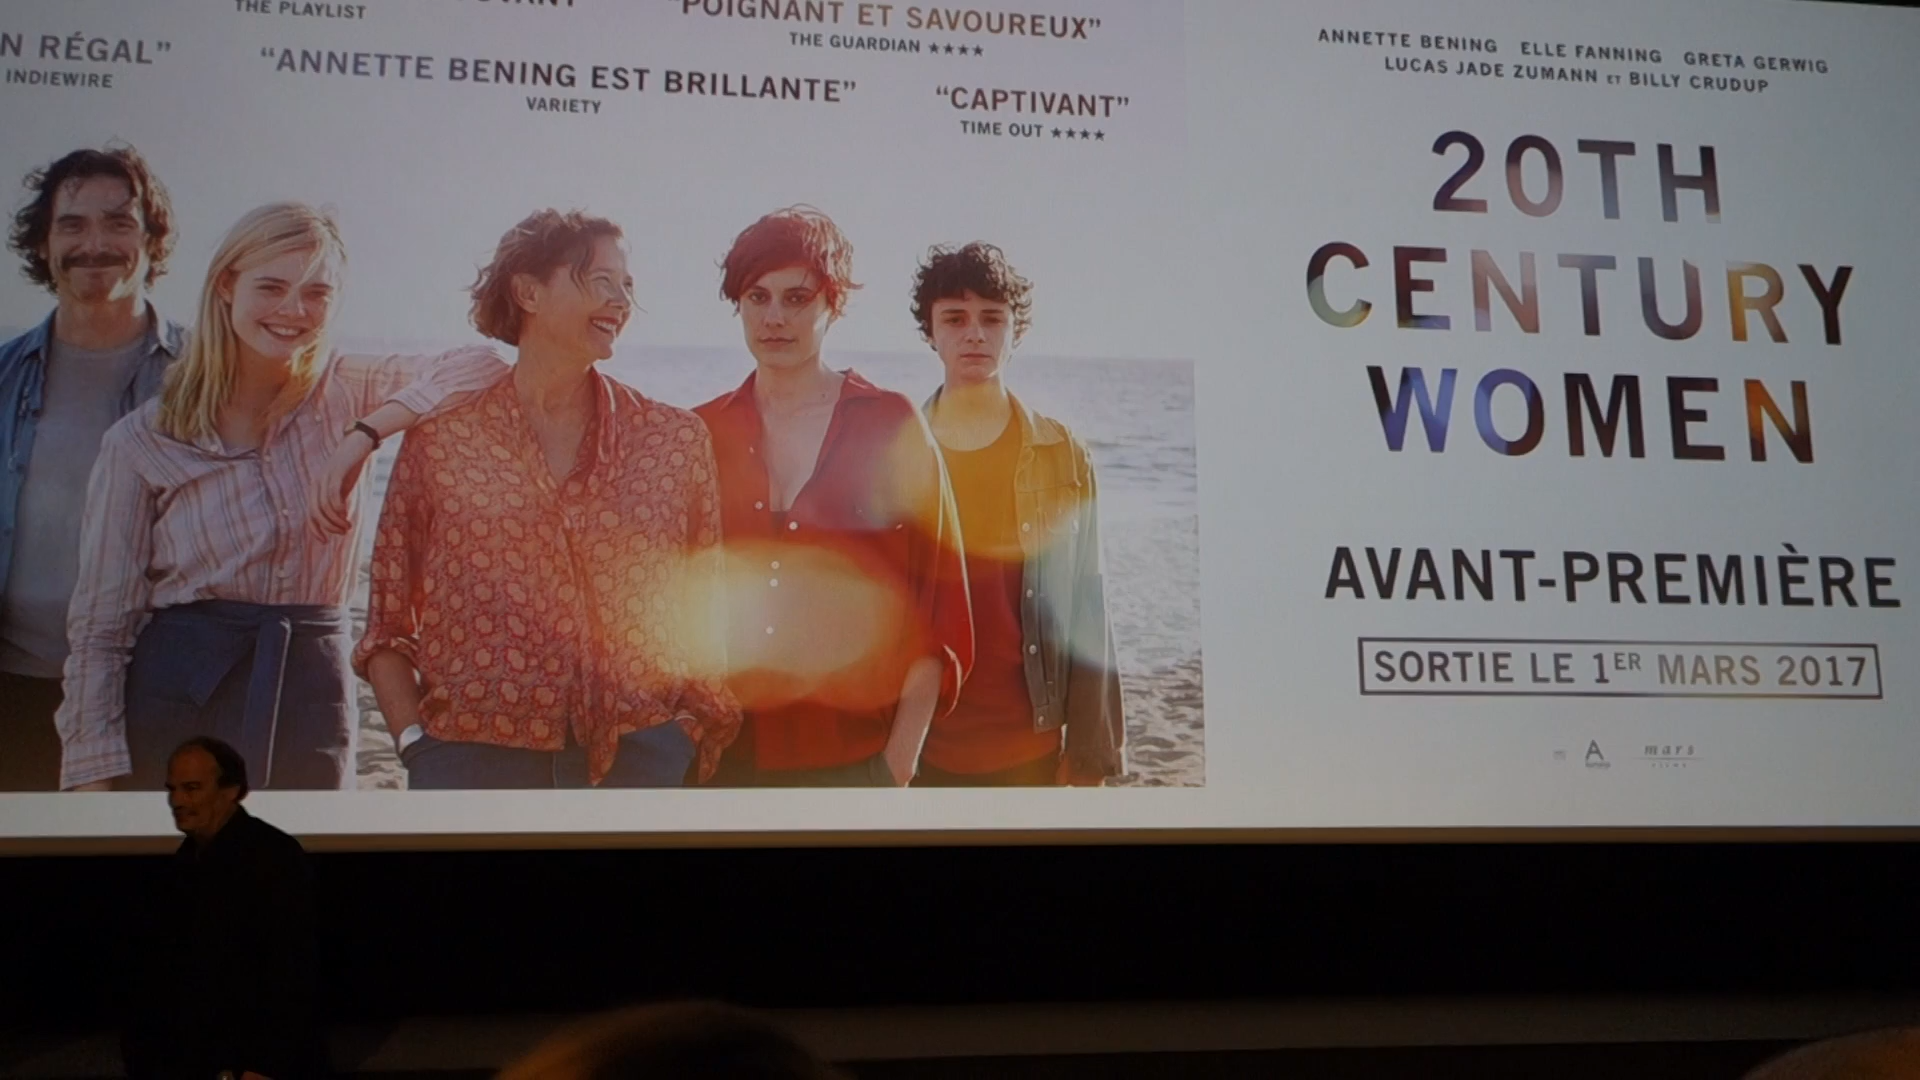 THE PLAYLIST
"POIGNANT ET SAVOUREUX"
THE GUARDIAN ★★★★
N RÉGAL"
INDIEWIRE
"ANNETTE BENING EST BRILLANTE"
VARIETY
"CAPTIVANT"
TIME OUT ★★★★
ANNETTE BENING ELLE FANNING GRETA GERWIG
LUCAS JADE ZUMANN ET BILLY CRUDUP
20TH
CENTURY
WOMEN
AVANT-PREMIÈRE
SORTIE LE 1ER MARS 2017
A
mars
FILMS